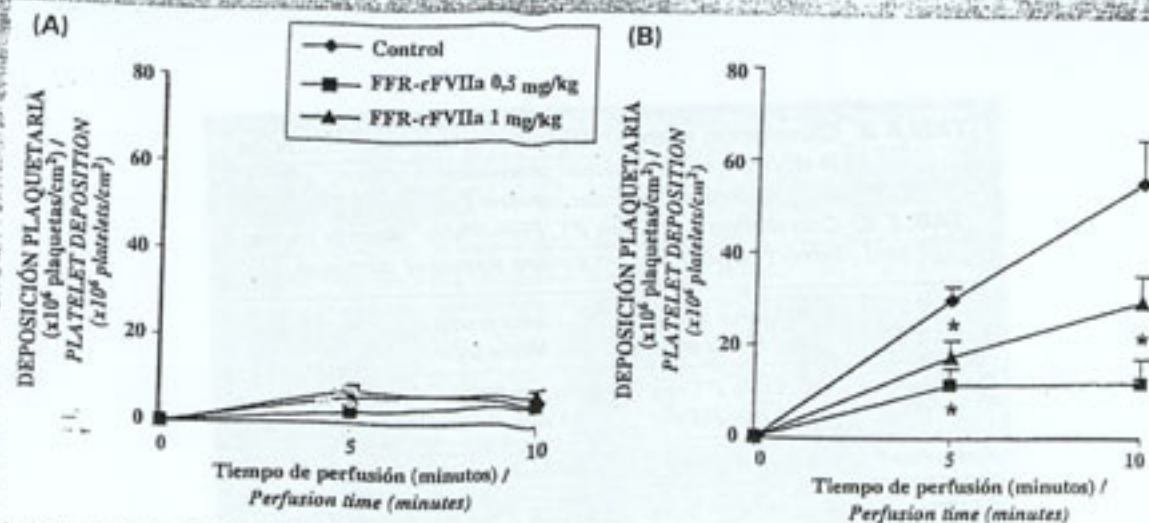 (A)
Control
FFR-rFVIIa 0,5 mg/kg
FFR-rFVIIa 1 mg/kg
DEPOSICIÓN PLAQUETARIA
(x10⁶ plaquetas/cm²) /
PLATELET DEPOSITION
(x10⁶ platelets/cm²)
80
60
40
20
0
0
5
10
Tiempo de perfusión (minutos) /
Perfusion time (minutes)
(B)
DEPOSICIÓN PLAQUETARIA
(x10⁶ plaquetas/cm²) /
PLATELET DEPOSITION
(x10⁶ platelets/cm²)
80
60
40
20
0
0
5
10
Tiempo de perfusión (minutos) /
Perfusion time (minutes)